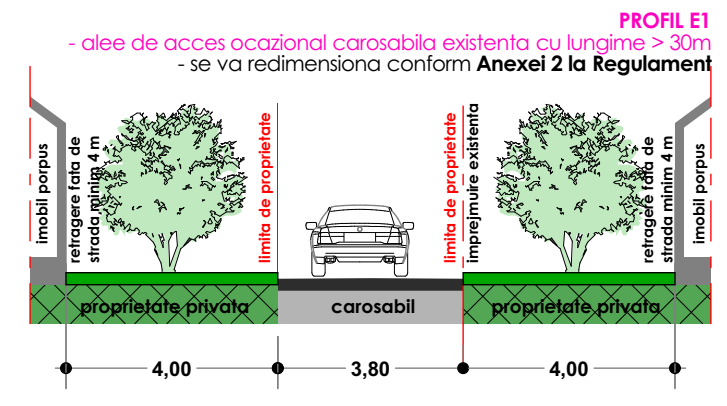 PROFIL E1
- alee de acces ocazional carosabila existenta cu lungime > 30m
- se va redimensiona conform Anexei 2 la Regulament
imobil porpus
retragere fata de
strada minim 4 m
limita de proprietate
limita de proprietate
imprejmuire existenta
retragere fata de
strada minim 4 m
imobil porpus
proprietate privata
carosabil
proprietate privata
4,00
3,80
4,00